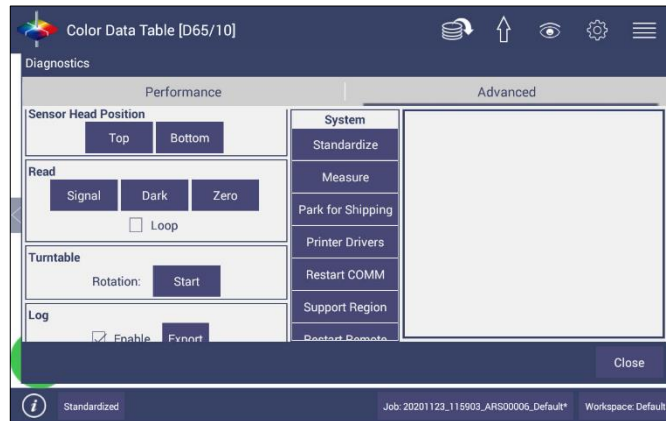 Color Data Table [D65/10]
Diagnostics
Performance
Advanced
Sensor Head Position
Top Bottom
Read
Signal Dark Zero
Loop
Turntable
Rotation: Start
Log
Enable Export
System
Standardize
Measure
Park for Shipping
Printer Drivers
Restart COMM
Support Region
Restart Remote
Close
i Standardized Job: 20201123_115903_ARS00006_Default* Workspace: Default